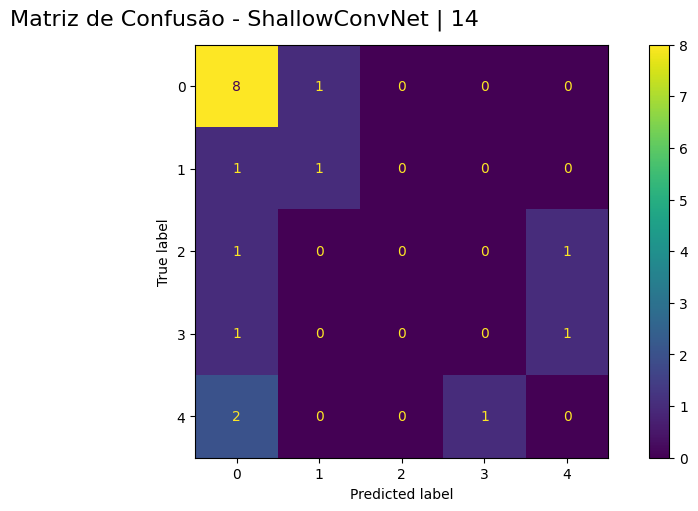 Matriz de Confusão - ShallowConvNet | 14
8
0 8 1 0 0 0
7
6
1 1 1 0 0 0
5
True label
2 1 0 0 0 1
4
3
3 1 0 0 0 1
2
4 2 0 0 1 0
1
0
0 1 2 3 4
Predicted label